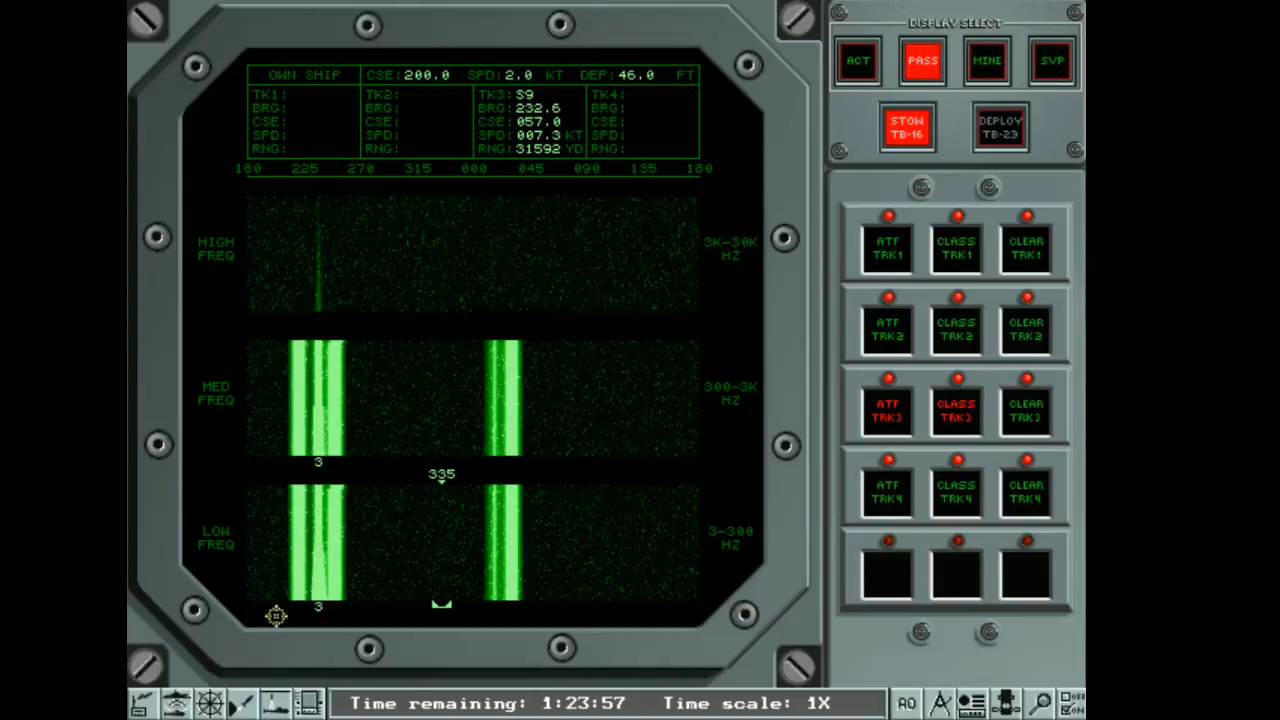 DISPLAY SELECT
ACT PASS MINE SVP
STOW TB-16 DEPLOY TB-23
OWN SHIP CSE: 200.0 SPD: 2.0 KT DEP: 46.0 FT
TK1: TK2: TK3: S9 TK4:
BRG: BRG: BRG: 232.6 BRG:
CSE: CSE: CSE: 057.0 CSE:
SPD: SPD: SPD: 007.3 KT SPD:
RNG: RNG: RNG: 31592 YD RNG:
180 225 270 315 000 045 090 135 180
HIGH FREQ 3K-30K HZ
MED FREQ 300-3K HZ
3
335
LOW FREQ 3-300 HZ
3
ATF TRK1 CLASS TRK1 CLEAR TRK1
ATF TRK2 CLASS TRK2 CLEAR TRK2
ATF TRK3 CLASS TRK3 CLEAR TRK3
ATF TRK4 CLASS TRK4 CLEAR TRK4
Time remaining: 1:23:57 Time scale: 1X